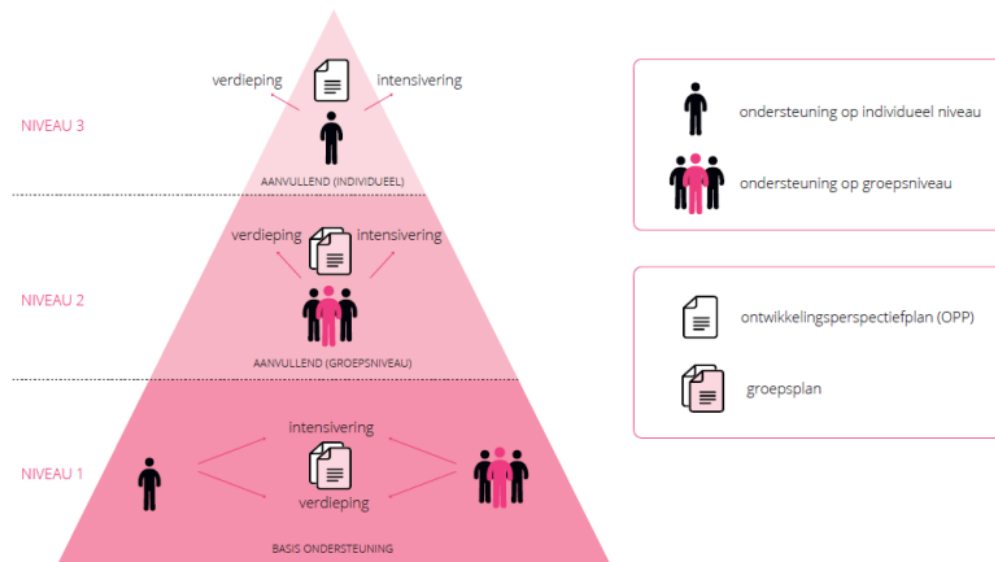 verdieping
intensivering
NIVEAU 3
AANVULLEND (INDIVIDUEEL)
verdieping
intensivering
NIVEAU 2
AANVULLEND (GROEPSNIVEAU)
intensivering
NIVEAU 1
verdieping
BASIS ONDERSTEUNING
ondersteuning op individueel niveau
ondersteuning op groepsniveau
ontwikkelingsperspectiefplan (OPP)
groepsplan